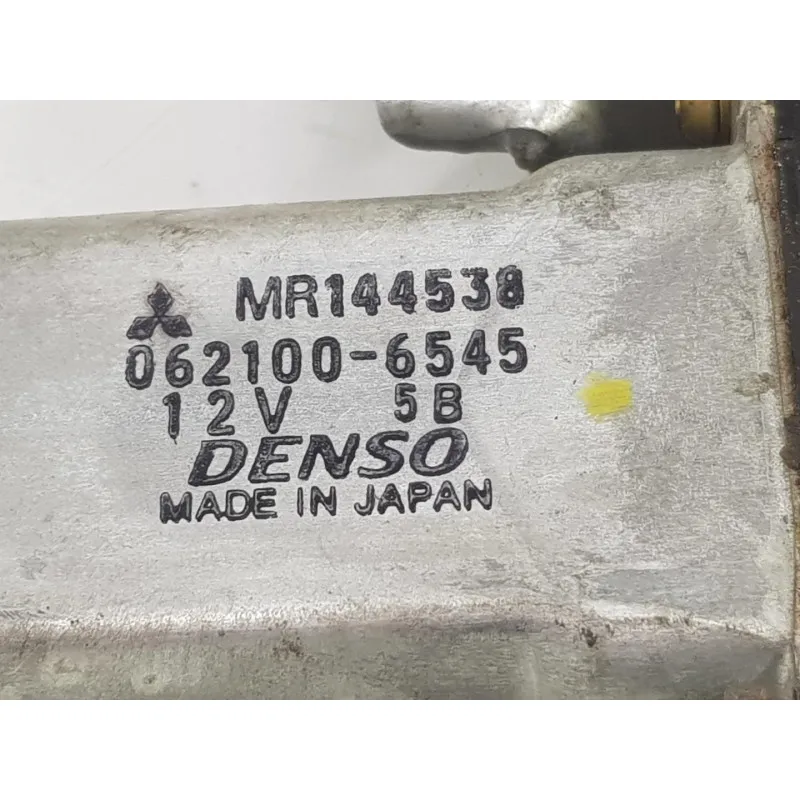 MR144538
062100-6545
12V 5B
DENSO
MADE IN JAPAN